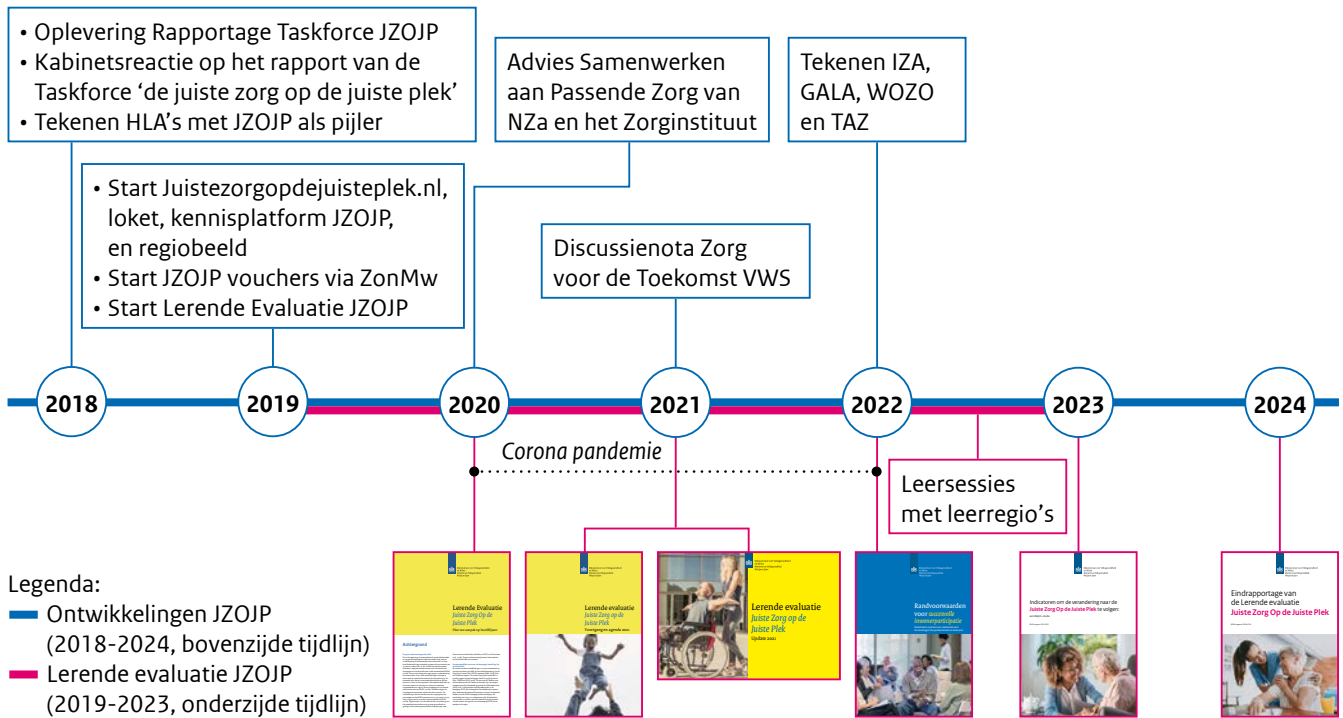 • Oplevering Rapportage Taskforce JZOJP
• Kabinetsreactie op het rapport van de
Taskforce ‘de juiste zorg op de juiste plek’
• Tekenen HLA’s met JZOJP als pijler
Advies Samenwerken
aan Passende Zorg van
NZa en het Zorginstituut
Tekenen IZA,
GALA, WOZO
en TAZ
• Start Juistezorgopdejuisteplek.nl,
loket, kennisplatform JZOJP,
en regiobeeld
• Start JZOJP vouchers via ZonMw
• Start Lerende Evaluatie JZOJP
Discussienota Zorg
voor de Toekomst VWS
2018
2019
2020
2021
2022
2023
2024
Corona pandemie
Leersessies
met leerregio’s
Legenda:
Ontwikkelingen JZOJP
(2018-2024, bovenzijde tijdlijn)
Lerende evaluatie JZOJP
(2019-2023, onderzijde tijdlijn)
Lerende Evaluatie
Juiste Zorg Op de
Juiste Plek
Achtergrond
Lerende evaluatie
Juiste Zorg Op de
Juiste Plek
Voortgang en agenda 2021
Lerende evaluatie
Juiste Zorg op de
Juiste Plek
Update 2021
Randvoorwaarden
voor succesvolle
inwonerparticipatie
Indicatoren om de verandering naar de
Juiste Zorg Op de Juiste Plek te volgen:
Eindrapportage van
de Lerende evaluatie
Juiste Zorg Op de Juiste Plek